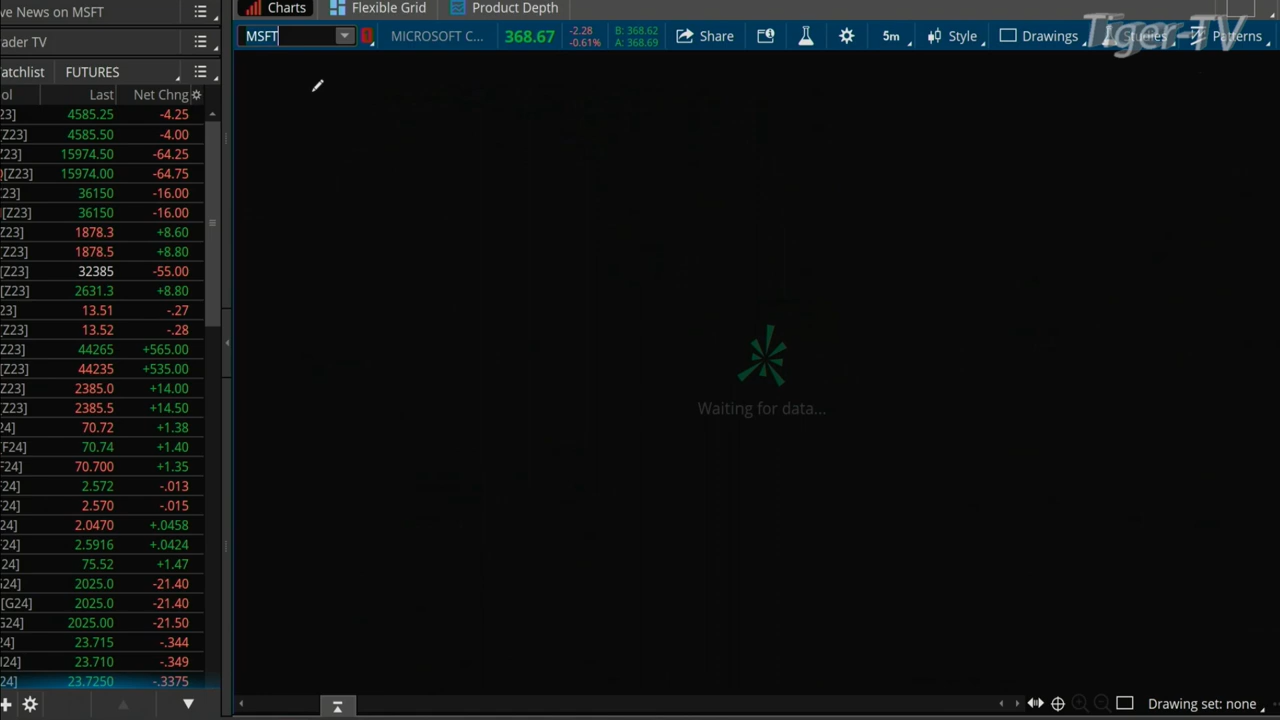 Charts Flexible Grid Product Depth
ve News on MSFT
MSFT MICROSOFT C... 368.67 -2.28 -0.61% B: 368.62 A: 368.69 Share 5m Style Drawings Studies Patterns
Tiger-TV
ader TV
atchlist FUTURES
ol Last Net Chng
23] 4585.25 -4.25
[Z23] 4585.50 -4.00
Z23] 15974.50 -64.25
[Z23] 15974.00 -64.75
Z23] 36150 -16.00
[Z23] 36150 -16.00
Z23] 1878.3 +8.60
Z23] 1878.5 +8.80
[Z23] 32385 -55.00
[Z23] 2631.3 +8.80
23] 13.51 -.27
[Z23] 13.52 -.28
[Z23] 44265 +565.00
[Z23] 44235 +535.00
Z23] 2385.0 +14.00
Z23] 2385.5 +14.50
24] 70.72 +1.38
[F24] 70.74 +1.40
F24] 70.700 +1.35
F24] 2.572 -.013
F24] 2.570 -.015
24] 2.0470 +.0458
F24] 2.5916 +.0424
F24] 75.52 +1.47
G24] 2025.0 -21.40
[G24] 2025.0 -21.40
G24] 2025.00 -21.50
24] 23.715 -.344
H24] 23.710 -.349
24] 23.7250 -.3375
Waiting for data...
Drawing set: none